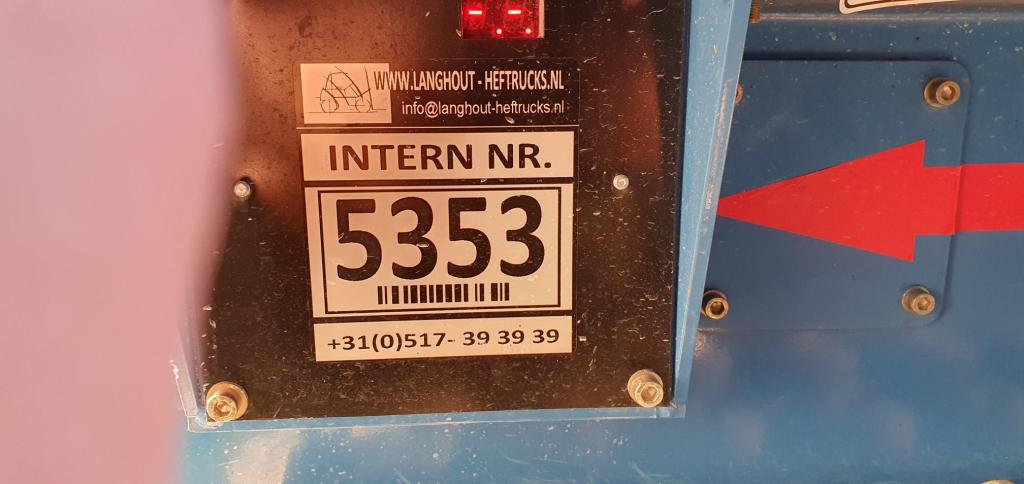 WWW.LANGHOUT - HEFTRUCKS.NL
info@langhout-heftrucks.nl
INTERN NR.
5353
+31(0)517- 39 39 39